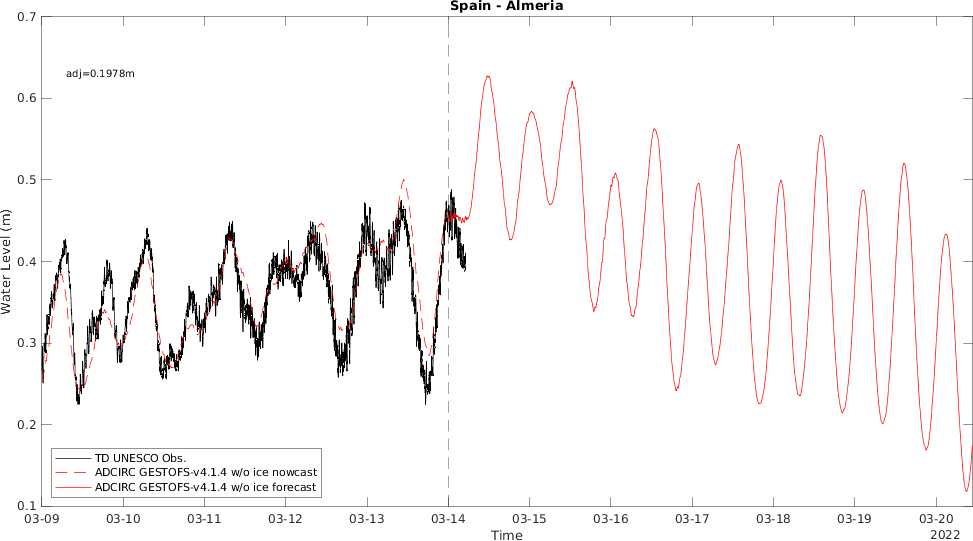 Spain - Almeria
adj=0.1978m
0.7
0.6
0.5
0.4
0.3
0.2
0.1
Water Level (m)
TD UNESCO Obs.
ADCIRC GESTOFS-v4.1.4 w/o ice nowcast
ADCIRC GESTOFS-v4.1.4 w/o ice forecast
03-09 03-10 03-11 03-12 03-13 03-14 03-15 03-16 03-17 03-18 03-19 03-20
Time
2022